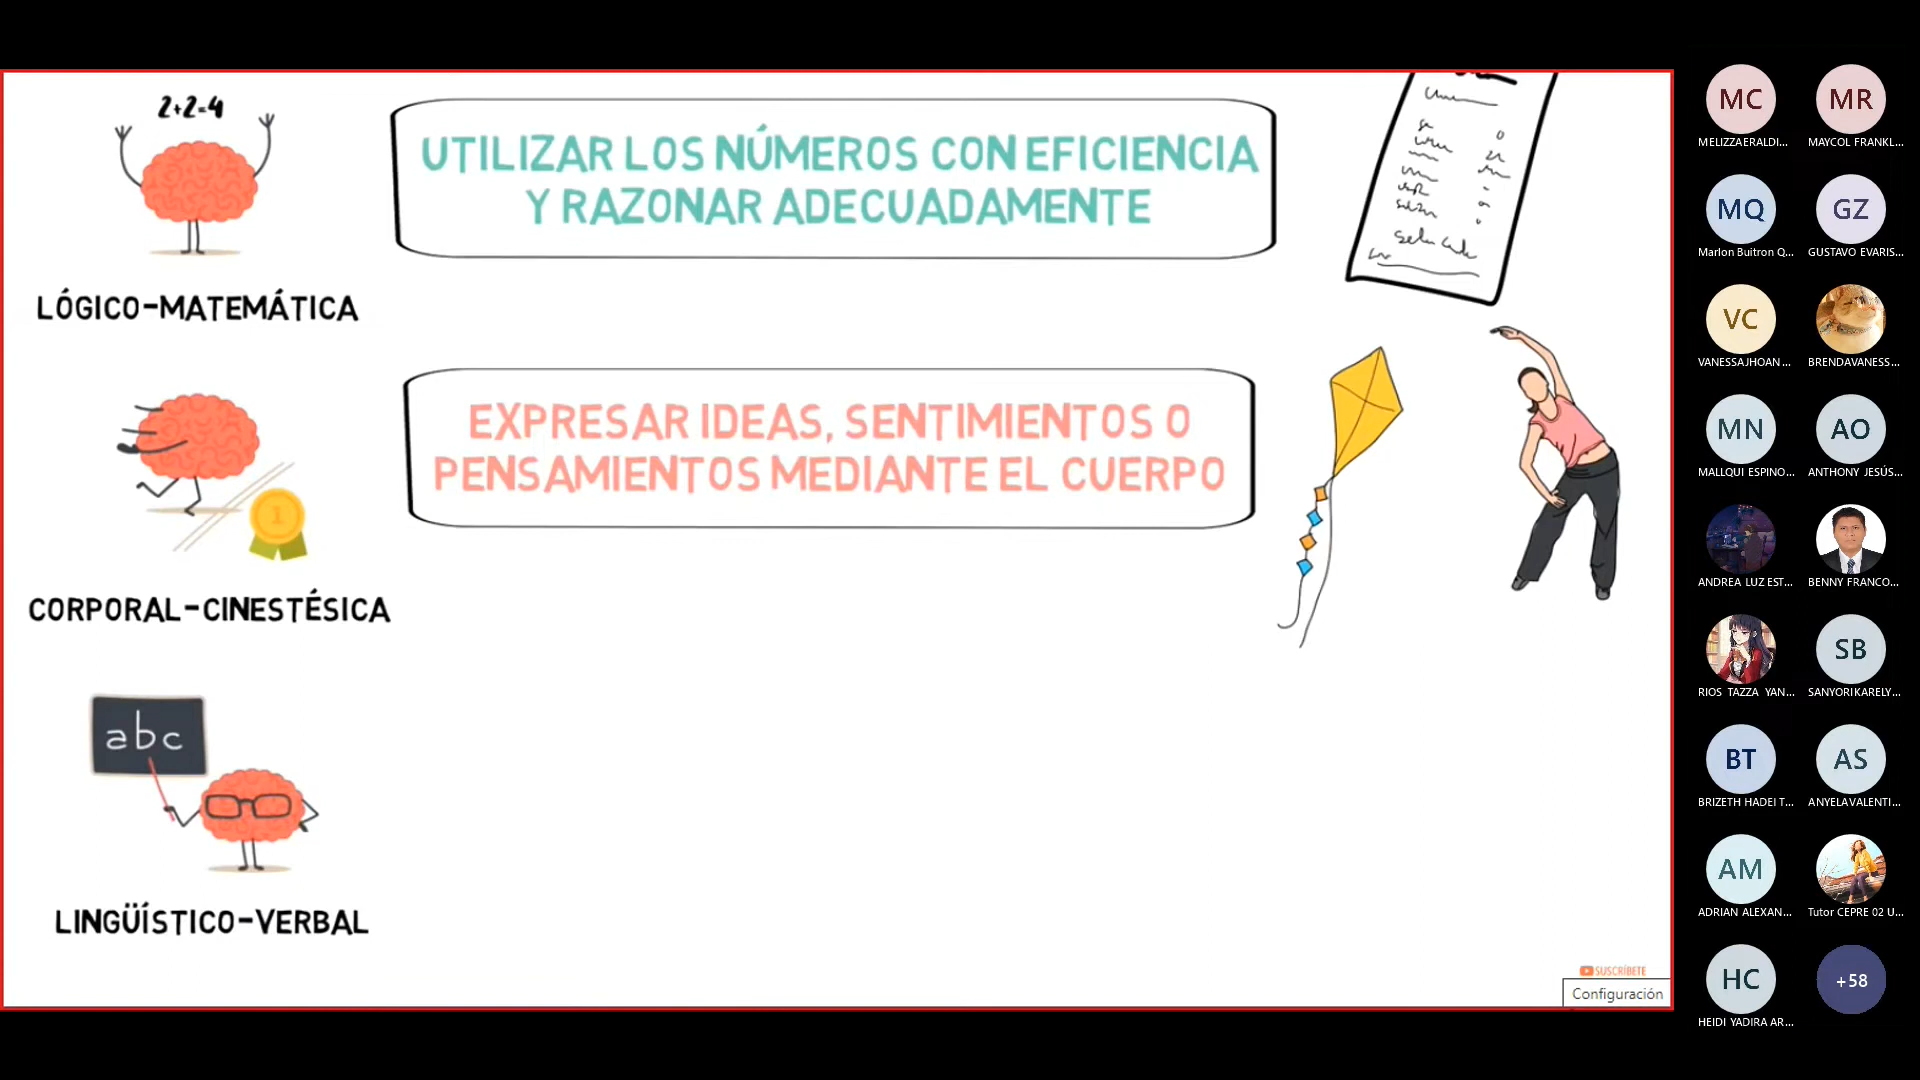 2+2=4
UTILIZAR LOS NÚMEROS CON EFICIENCIA
Y RAZONAR ADECUADAMENTE
LÓGICO-MATEMÁTICA
EXPRESAR IDEAS, SENTIMIENTOS O
PENSAMIENTOS MEDIANTE EL CUERPO
1
CORPORAL-CINESTÉSICA
abc
LINGÜÍSTICO-VERBAL
SUSCRÍBETE
Configuración
MC
MELIZZAERALDI...
MR
MAYCOL FRANKL...
MQ
Marlon Buitron Q...
GZ
GUSTAVO EVARIS...
VC
VANESSAJHOAN...
BRENDAVANESS...
MN
MALLQUI ESPINO...
AO
ANTHONY JESÚS...
ANDREA LUZ EST...
BENNY FRANCO...
RIOS TAZZA YAN...
SB
SANYORIKARELY...
BT
BRIZETH HADEI T...
AS
ANYELAVALENTI...
AM
ADRIAN ALEXAN...
Tutor CEPRE 02 U...
HC
HEIDI YADIRA AR...
+58